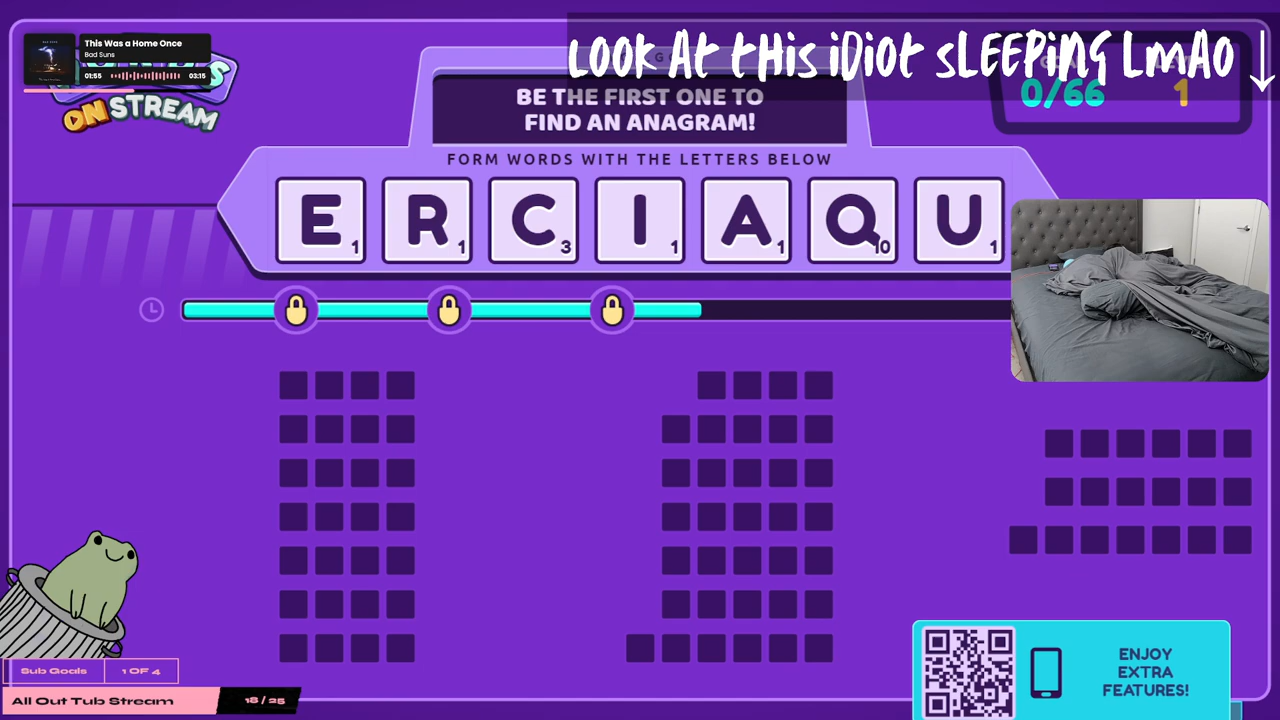 This Was a Home Once
Bad Suns
01:55
03:15
ON STREAM
LOOK At tHis iDiot sLEEPiNG LmAO
0/66
1
BE THE FIRST ONE TO
FIND AN ANAGRAM!
FORM WORDS WITH THE LETTERS BELOW
E 1 R 1 C 3 I 1 A 1 Q 10 U 1
Sub Goals
1 OF 4
All Out Tub Stream
18 / 25
ENJOY
EXTRA
FEATURES!